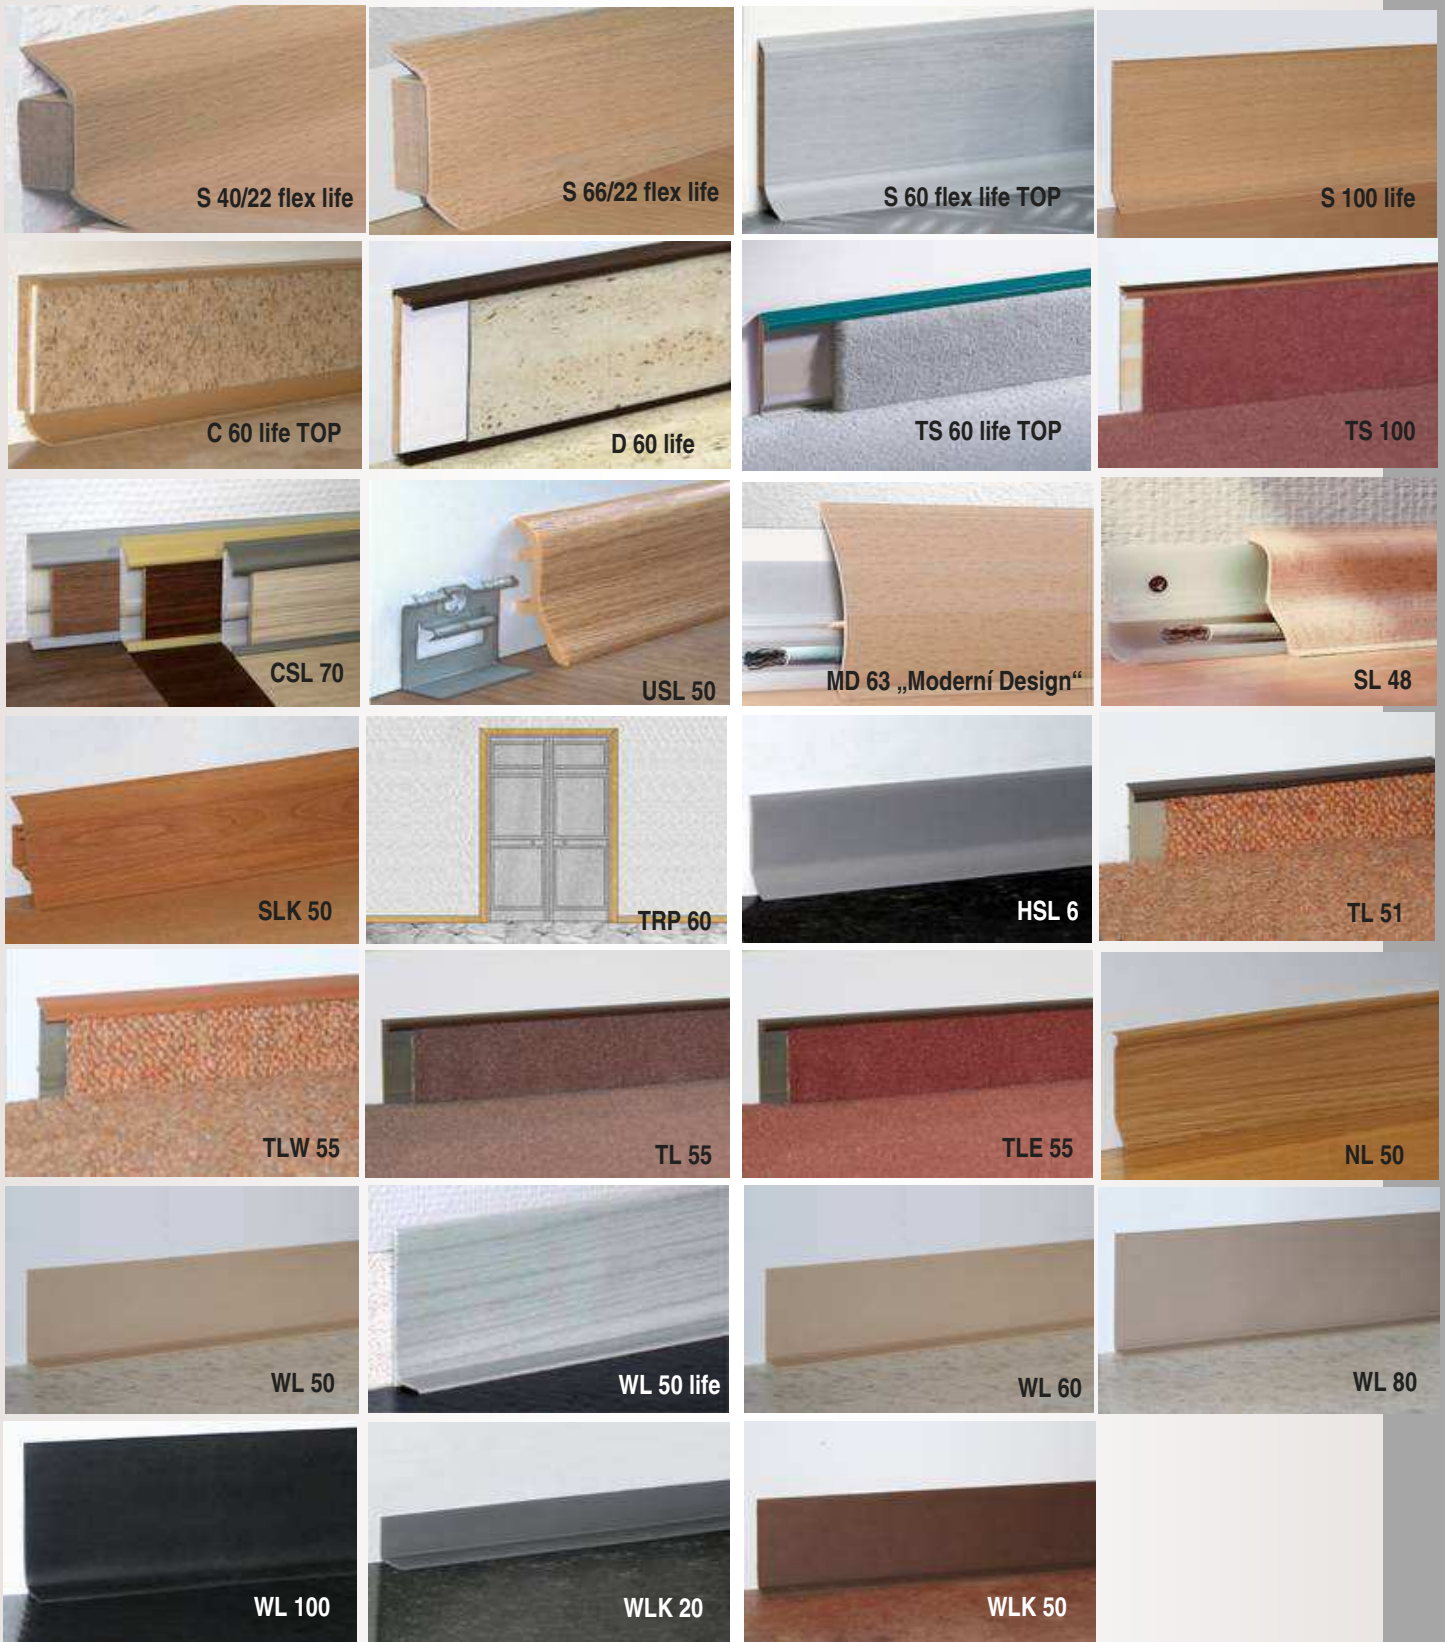 S 40/22 flex life
S 66/22 flex life
S 60 flex life TOP
S 100 life
C 60 life TOP
D 60 life
TS 60 life TOP
TS 100
CSL 70
USL 50
MD 63 „Moderní Design“
SL 48
SLK 50
TRP 60
HSL 6
TL 51
TLW 55
TL 55
TLE 55
NL 50
WL 50
WL 50 life
WL 60
WL 80
WL 100
WLK 20
WLK 50